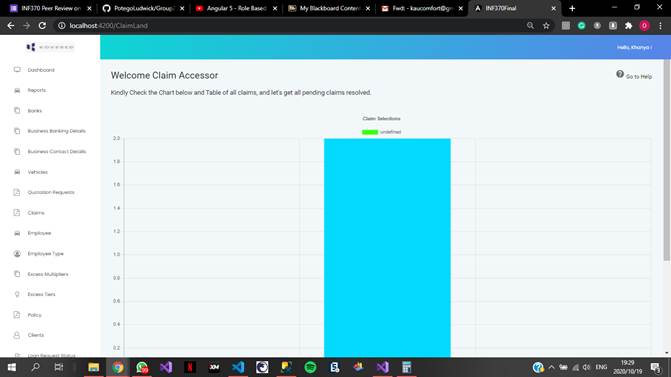 INF370 Peer Review on
PotegoLudwick/Group
Angular 5 - Role Based
My Blackboard Content
Fwd: - kaucomfort@gm
INF370Final
localhost:4200/ClaimLand
Hello, Khanya !
Dashboard
Reports
Banks
Business Banking Details
Business Contact Details
Vehicles
Quotation Requests
Claims
Employee
Employee Type
Excess Multipliers
Excess Tiers
Policy
Clients
Loan Request Status
Welcome Claim Accessor
Go to Help
Kindly Check the Chart below and Table of all claims, and let's get all pending claims resolved.
Claim Selections
undefined
2.0
1.8
1.6
1.4
1.2
1.0
0.8
0.6
0.4
0.2
ENG
19:29
2020/10/19